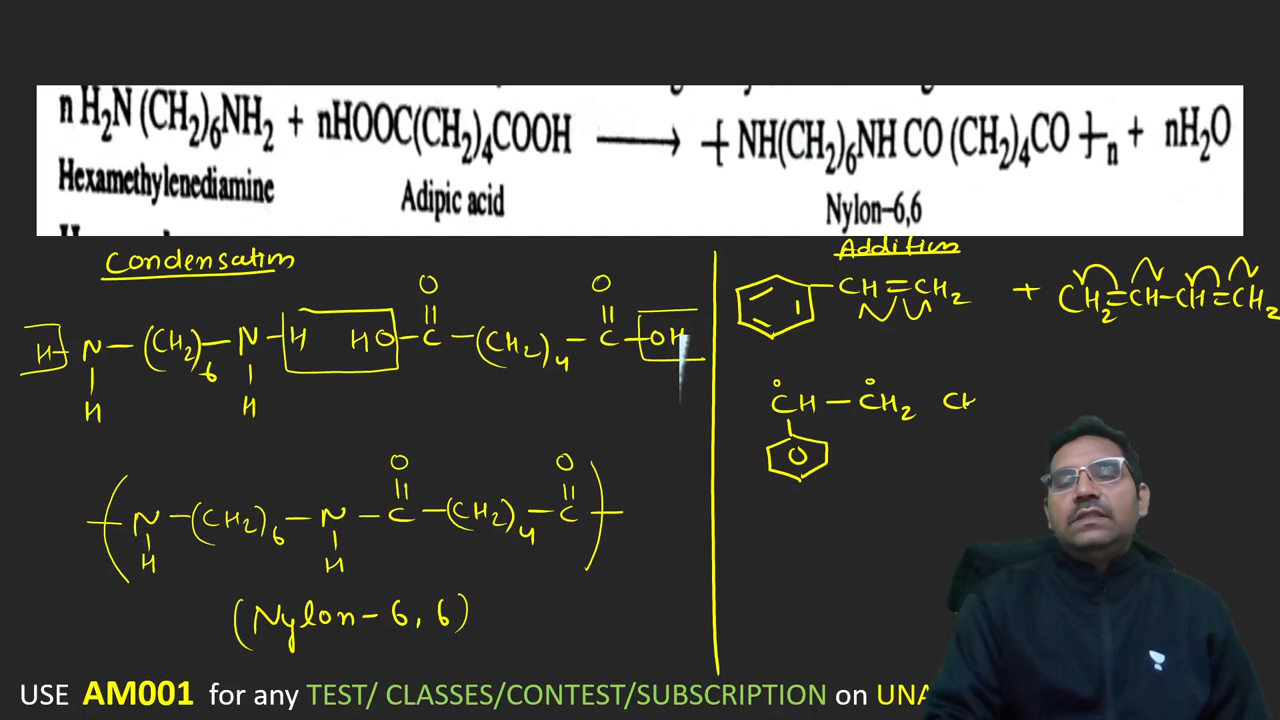 n H₂N (CH₂)₆NH₂ + nHOOC(CH₂)₄COOH ⟶ -[ NH(CH₂)₆NH CO (CH₂)₄CO ]-ₙ + nH₂O
Hexamethylenediamine Adipic acid Nylon–6,6
Condensation
O O
|| ||
H- N — (CH₂)₆ — N — H HO — C — (CH₂)₄ — C — OH
| |
H H
O O
|| ||
( — N — (CH₂)₆ — N — C — (CH₂)₄ — C — )
| |
H H
(Nylon – 6, 6)
Addition
CH = CH₂ + CH₂ = CH – CH = CH₂
CH — CH₂ C
O
USE AM001 for any TEST/ CLASSES/CONTEST/SUBSCRIPTION on UNA